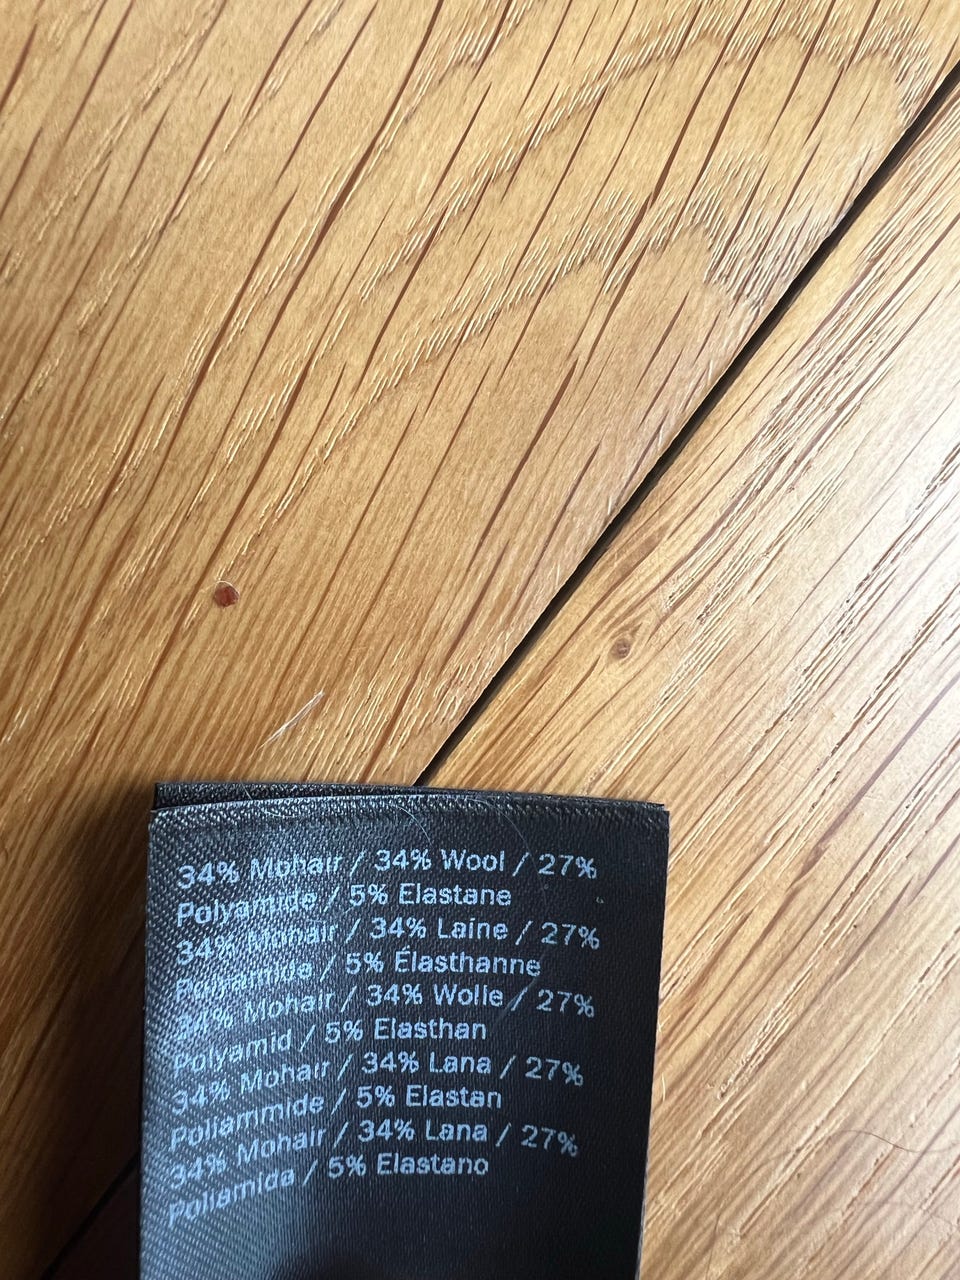 34% Mohair / 34% Wool / 27%
Polyamide / 5% Elastane
34% Mohair / 34% Laine / 27%
Polyamide / 5% Élasthanne
34% Mohair / 34% Wolle / 27%
Polyamid / 5% Elasthan
34% Mohair / 34% Lana / 27%
Poliammide / 5% Elastan
34% Mohair / 34% Lana / 27%
Poliamida / 5% Elastano